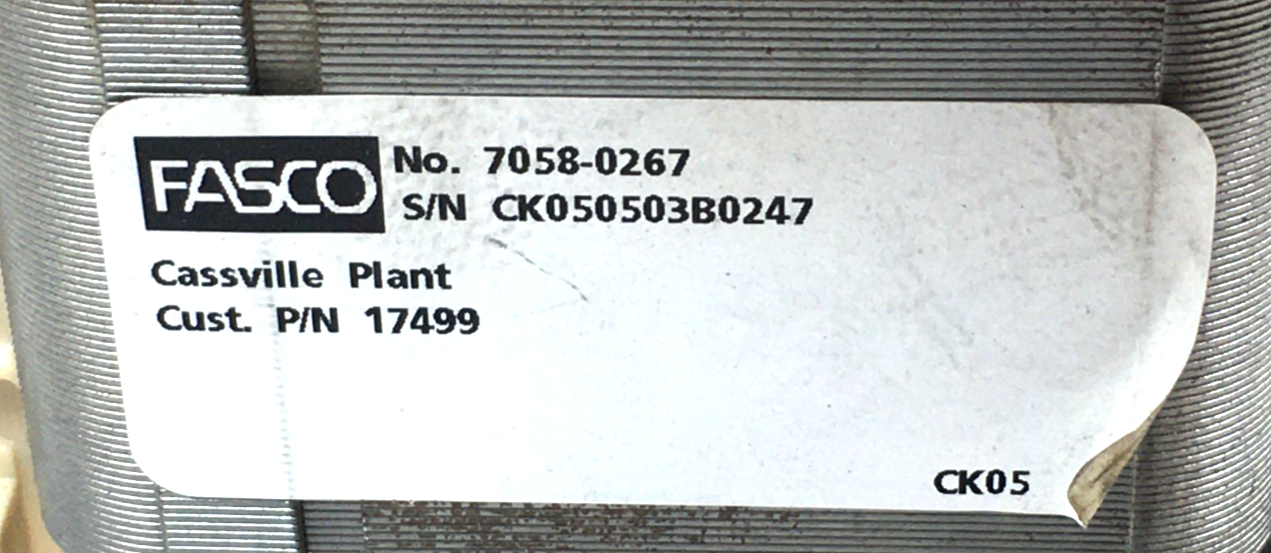 FASCO
No. 7058-0267
S/N CK050503B0247
Cassville Plant
Cust. P/N 17499
CK05